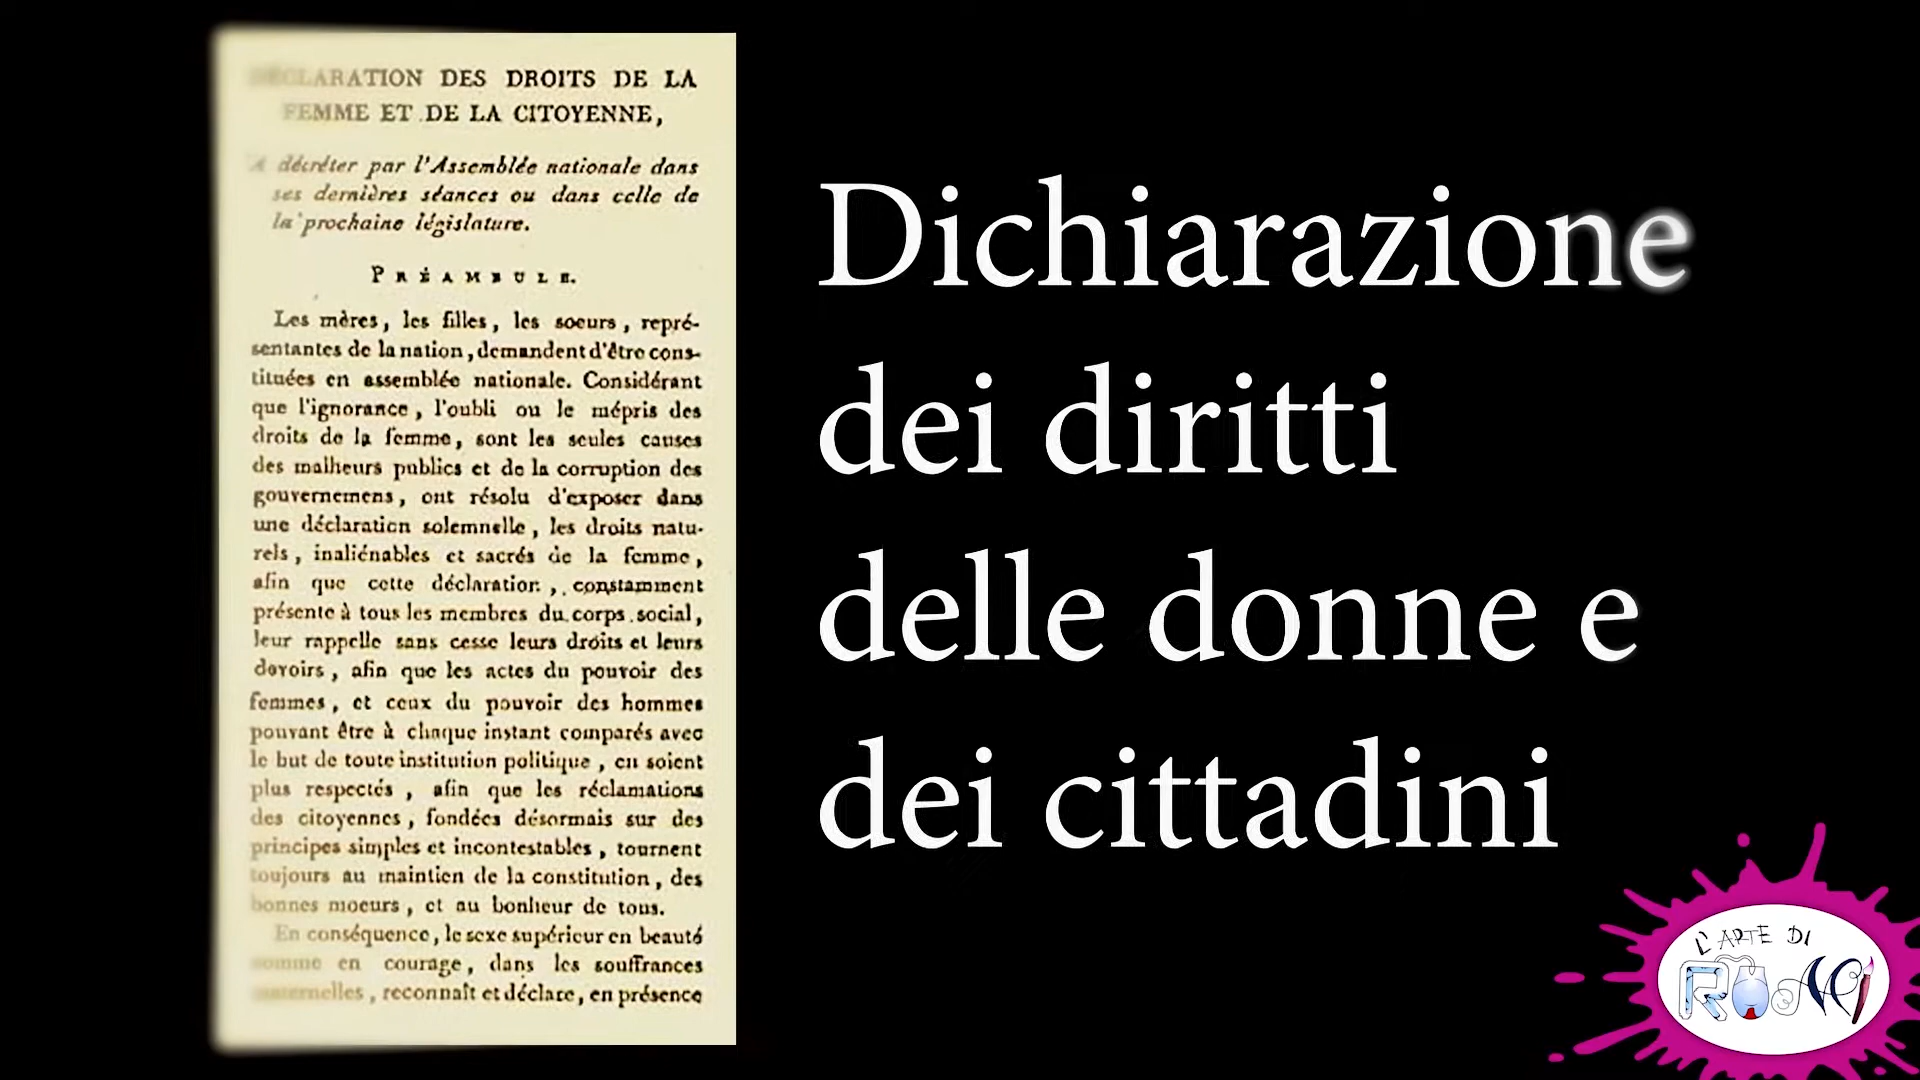 DÉCLARATION DES DROITS DE LA
FEMME ET DE LA CITOYENNE,
A décréter par l'Assemblée nationale dans
ses dernières séances ou dans celle de
la prochaine législature.
PRÉAMBULE.
Les mères, les filles, les soeurs, repré-
sentantes de la nation, demandent d'être cons-
tituées en assemblée nationale. Considérant
que l'ignorance, l'oubli ou le mépris des
droits de la femme, sont les seules causes
des malheurs publics et de la corruption des
gouvernemens, ont résolu d'exposer dans
une déclaration solemnelle, les droits natu-
rels, inaliénables et sacrés de la femme,
afin que cette déclaration, constamment
présente à tous les membres du corps social,
leur rappelle sans cesse leurs droits et leurs
devoirs, afin que les actes du pouvoir des
femmes, et ceux du pouvoir des hommes
pouvant être à chaque instant comparés avec
le but de toute institution politique, en soient
plus respectés, afin que les réclamations
des citoyennes, fondées désormais sur des
principes simples et incontestables, tournent
toujours au maintien de la constitution, des
bonnes moeurs, et au bonheur de tous.
En conséquence, le sexe supérieur en beauté
comme en courage, dans les souffrances
maternelles, reconnaît et déclare, en présence
Dichiarazione
dei diritti
delle donne e
dei cittadini
L'ARTE DI